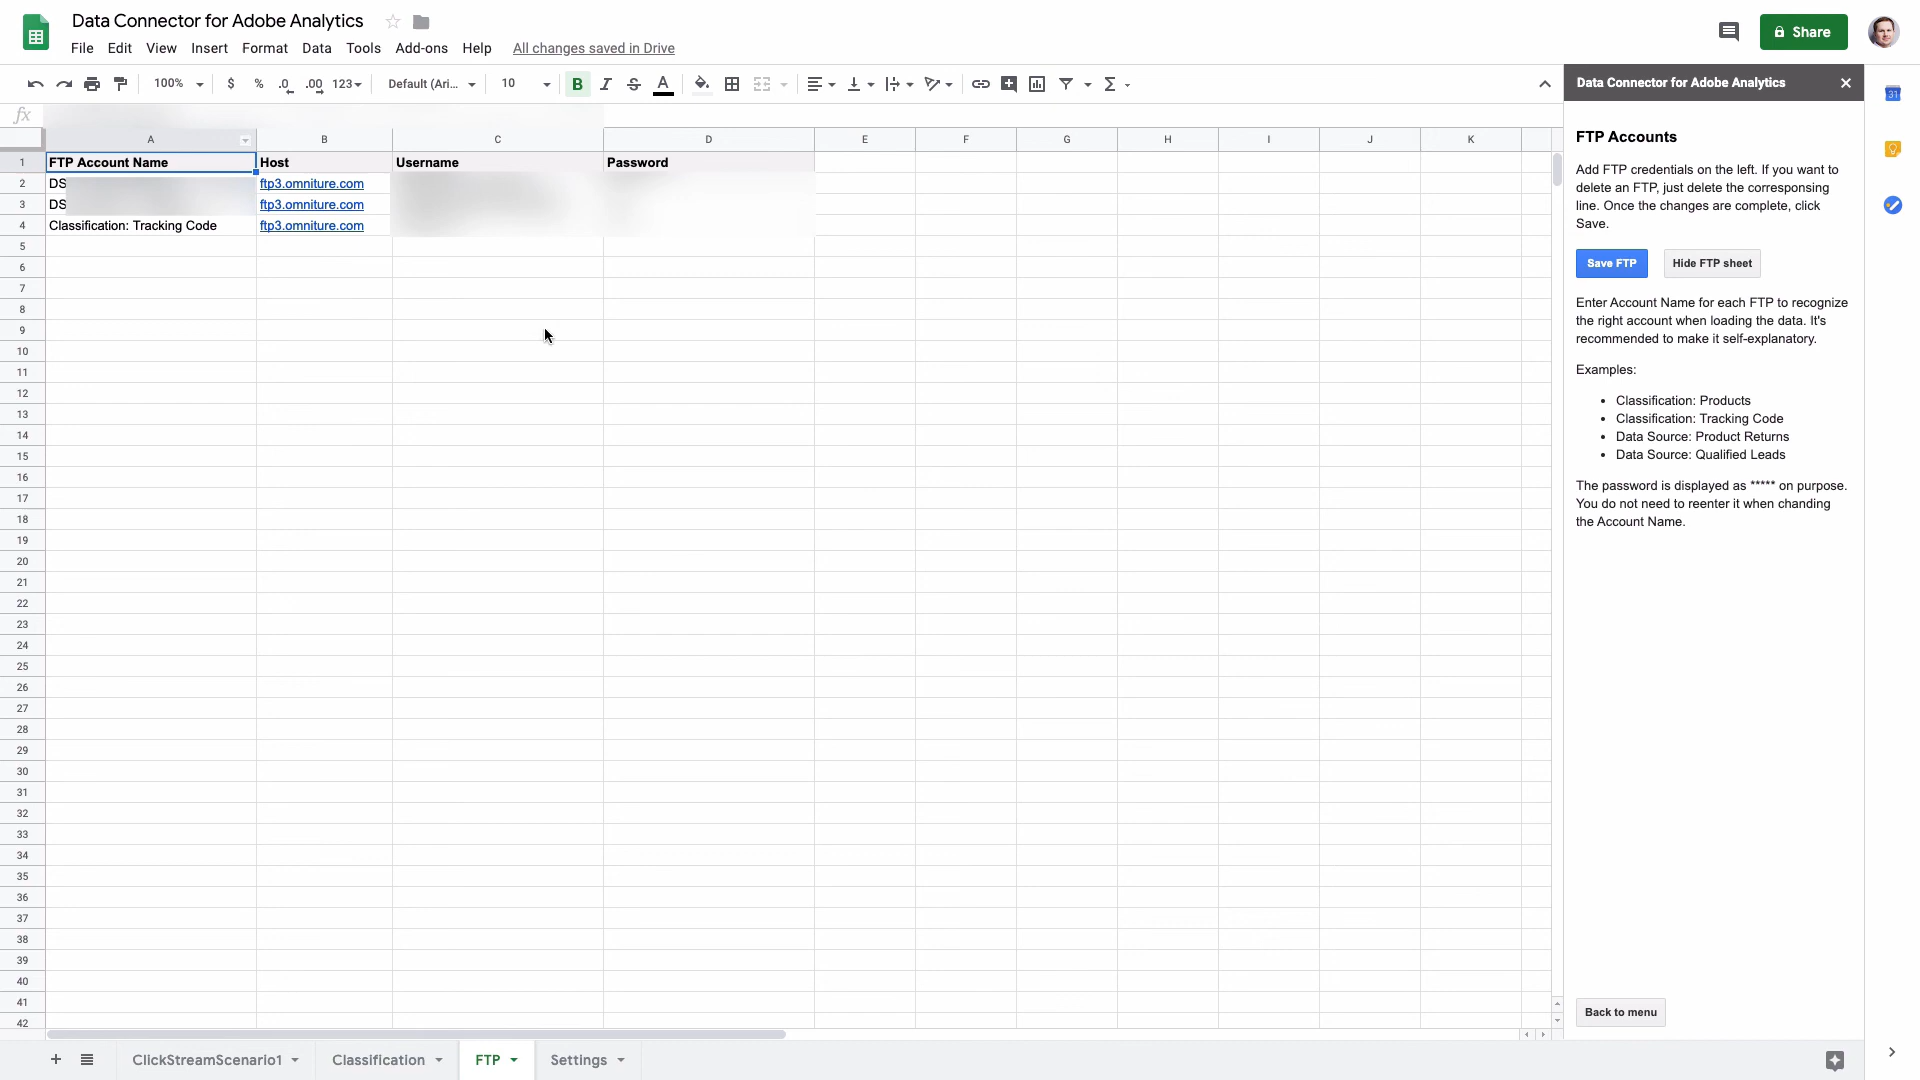 Data Connector for Adobe Analytics
File Edit View Insert Format Data Tools Add-ons Help All changes saved in Drive
Share
100% $ % .0 .00 123 Default (Ari... 10 B I S A
Data Connector for Adobe Analytics
31
fx
A B C D E F G H I J K
1 FTP Account Name Host Username Password
2 DS ftp3.omniture.com
3 DS ftp3.omniture.com
4 Classification: Tracking Code ftp3.omniture.com
5
6
7
8
9
10
11
12
13
14
15
16
17
18
19
20
21
22
23
24
25
26
27
28
29
30
31
32
33
34
35
36
37
38
39
40
41
42
FTP Accounts
Add FTP credentials on the left. If you want to
delete an FTP, just delete the corresponsing
line. Once the changes are complete, click
Save.
Save FTP Hide FTP sheet
Enter Account Name for each FTP to recognize
the right account when loading the data. It's
recommended to make it self-explanatory.
Examples:
• Classification: Products
• Classification: Tracking Code
• Data Source: Product Returns
• Data Source: Qualified Leads
The password is displayed as ***** on purpose.
You do not need to reenter it when chanding
the Account Name.
Back to menu
ClickStreamScenario1 Classification FTP Settings